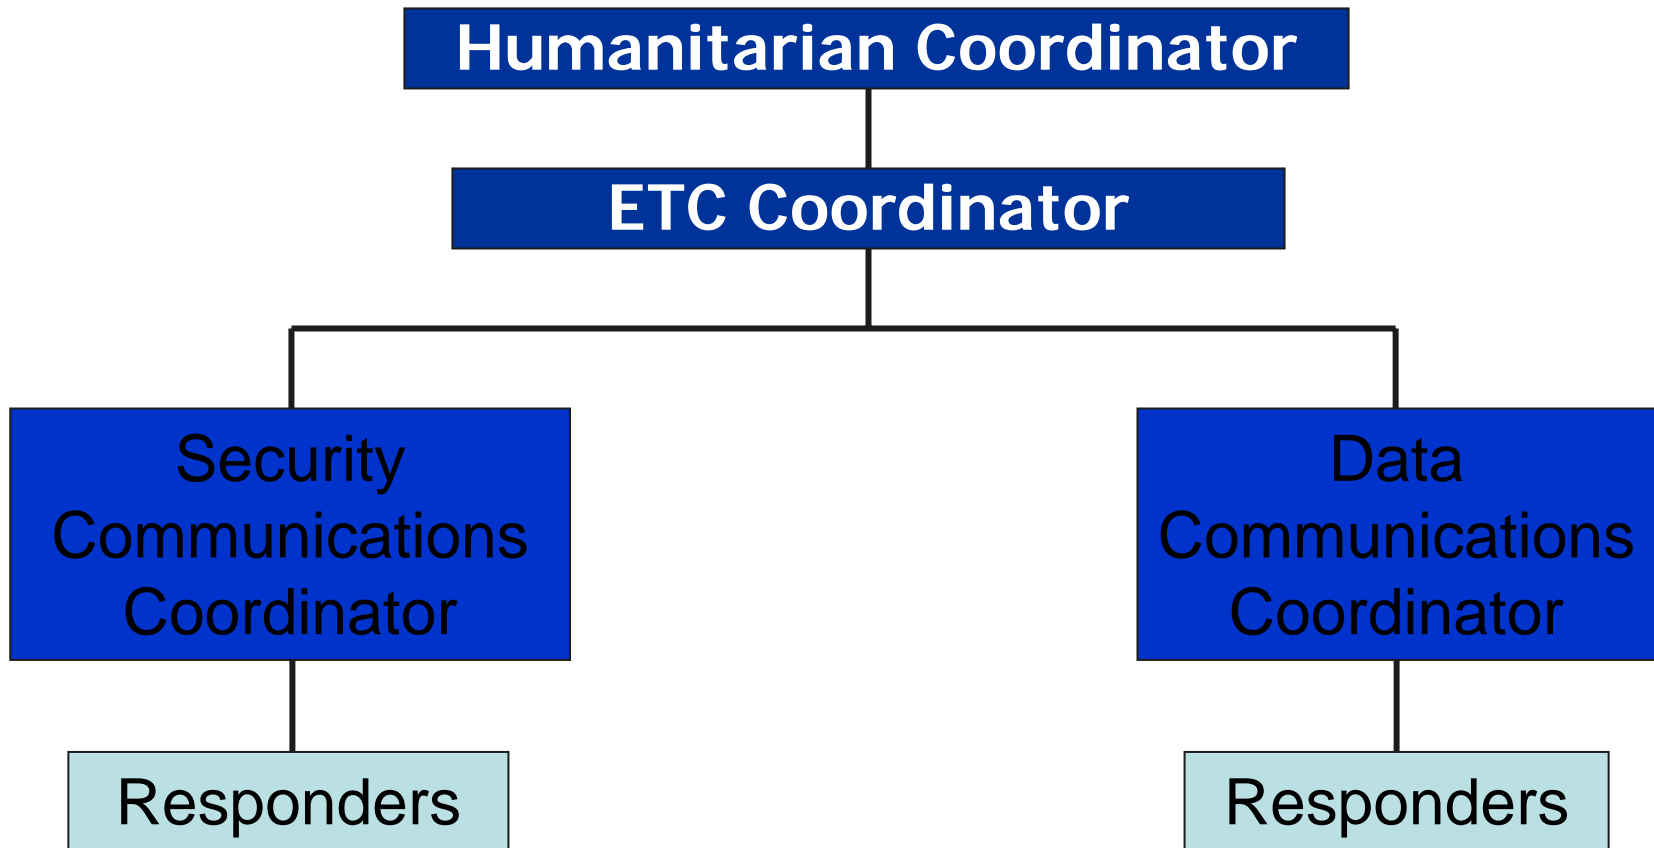 Humanitarian Coordinator
ETC Coordinator
Security
Communications
Coordinator
Data
Communications
Coordinator
Responders
Responders